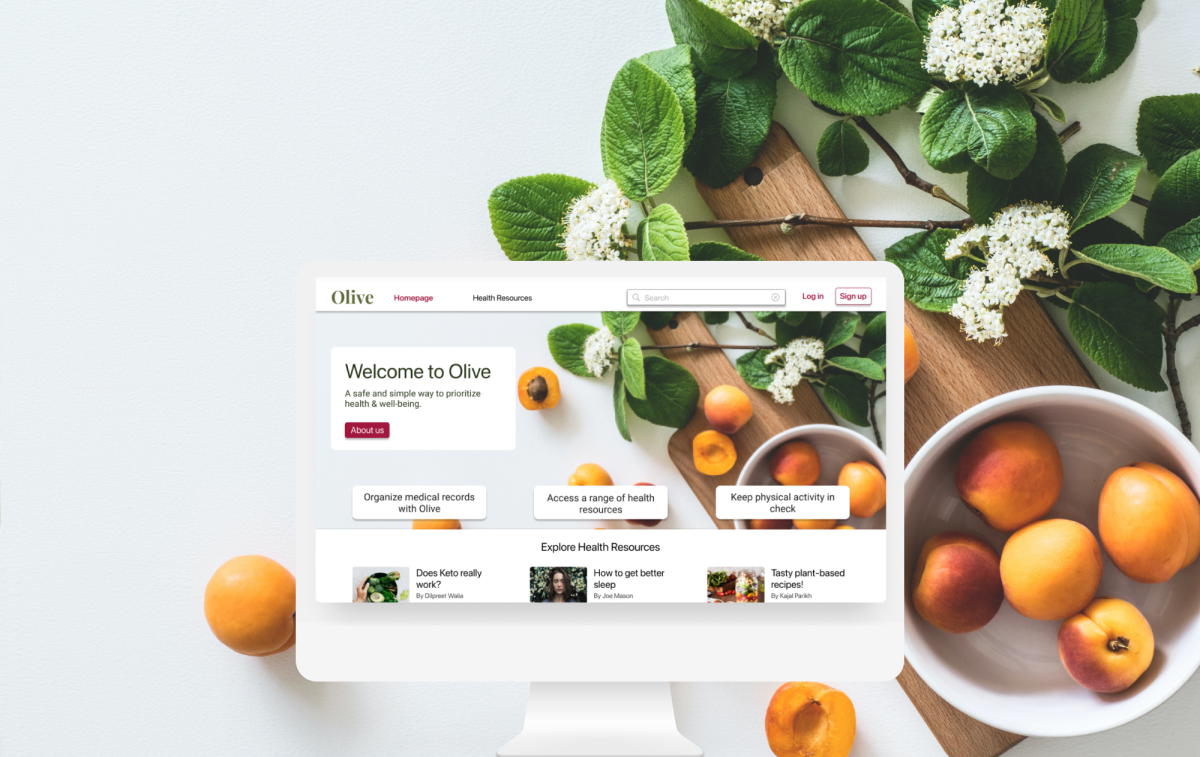 Olive
Homepage
Health Resources
Search
Log in
Sign up
Welcome to Olive
A safe and simple way to prioritize
health & well-being.
About us
Organize medical records
with Olive
Access a range of health
resources
Keep physical activity in
check
Explore Health Resources
Does Keto really
work?
By Dilpreet Walia
How to get better
sleep
By Joe Mason
Tasty plant-based
recipes!
By Kajal Parikh